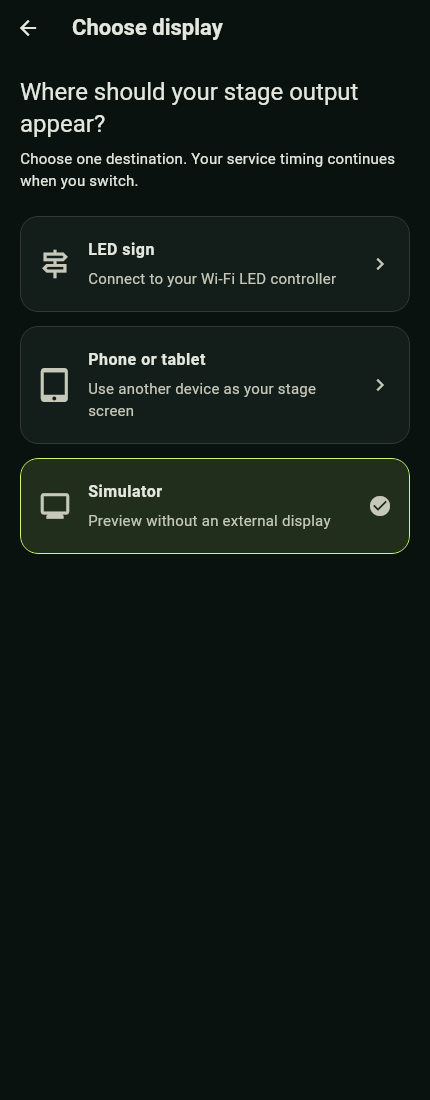 Choose display
Where should your stage output
appear?
Choose one destination. Your service timing continues
when you switch.
LED sign
Connect to your Wi-Fi LED controller
Phone or tablet
Use another device as your stage
screen
Simulator
Preview without an external display